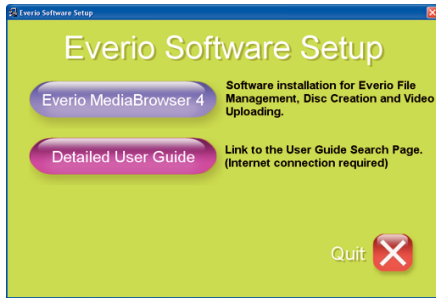 Everio Software Setup
Everio Software Setup
Everio MediaBrowser 4
Software installation for Everio File
Management, Disc Creation and Video
Uploading.
Detailed User Guide
Link to the User Guide Search Page.
(Internet connection required)
Quit